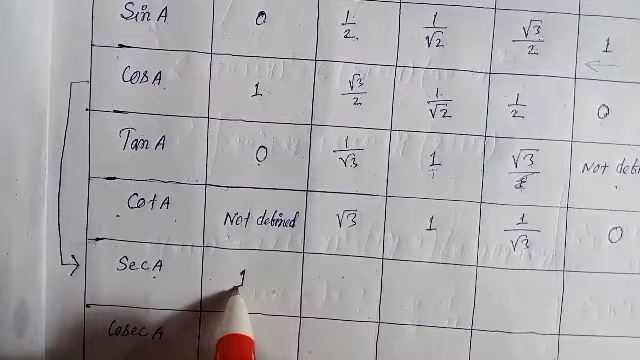 Sin A 0 1/2 1/√2 √3/2 1
Cos A 1 √3/2 1/√2 1/2 0
Tan A 0 1/√3 1 √3 Not defi
Cot A Not defined √3 1 1/√3 0
Sec A 1
Cosec A